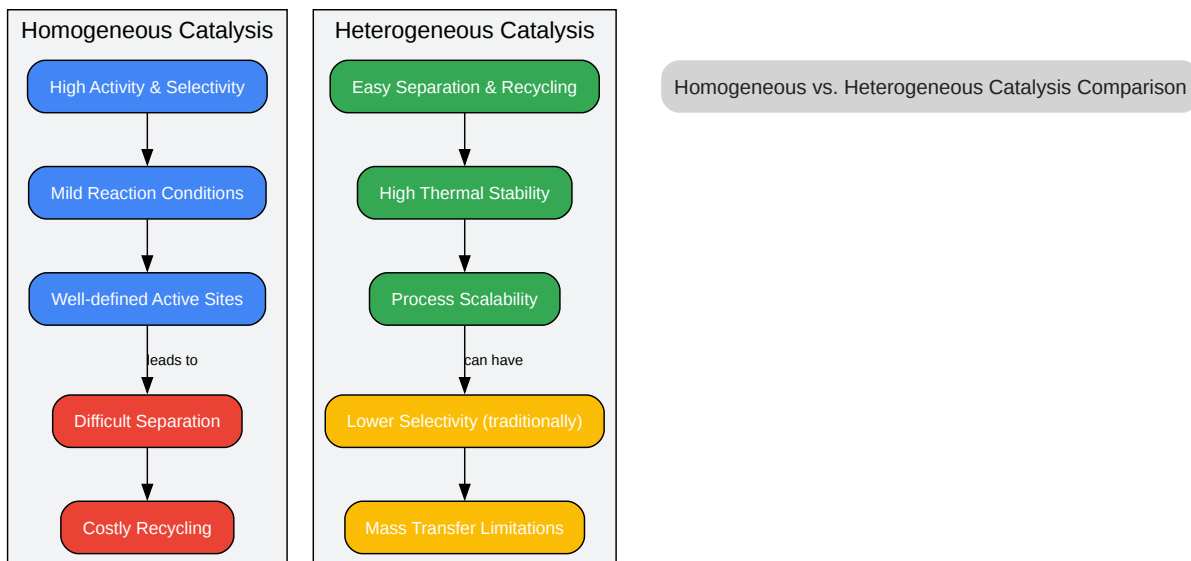 Homogeneous Catalysis
High Activity & Selectivity
Mild Reaction Conditions
Well-defined Active Sites
leads to
Difficult Separation
Costly Recycling
Heterogeneous Catalysis
Easy Separation & Recycling
High Thermal Stability
Process Scalability
can have
Lower Selectivity (traditionally)
Mass Transfer Limitations
Homogeneous vs. Heterogeneous Catalysis Comparison